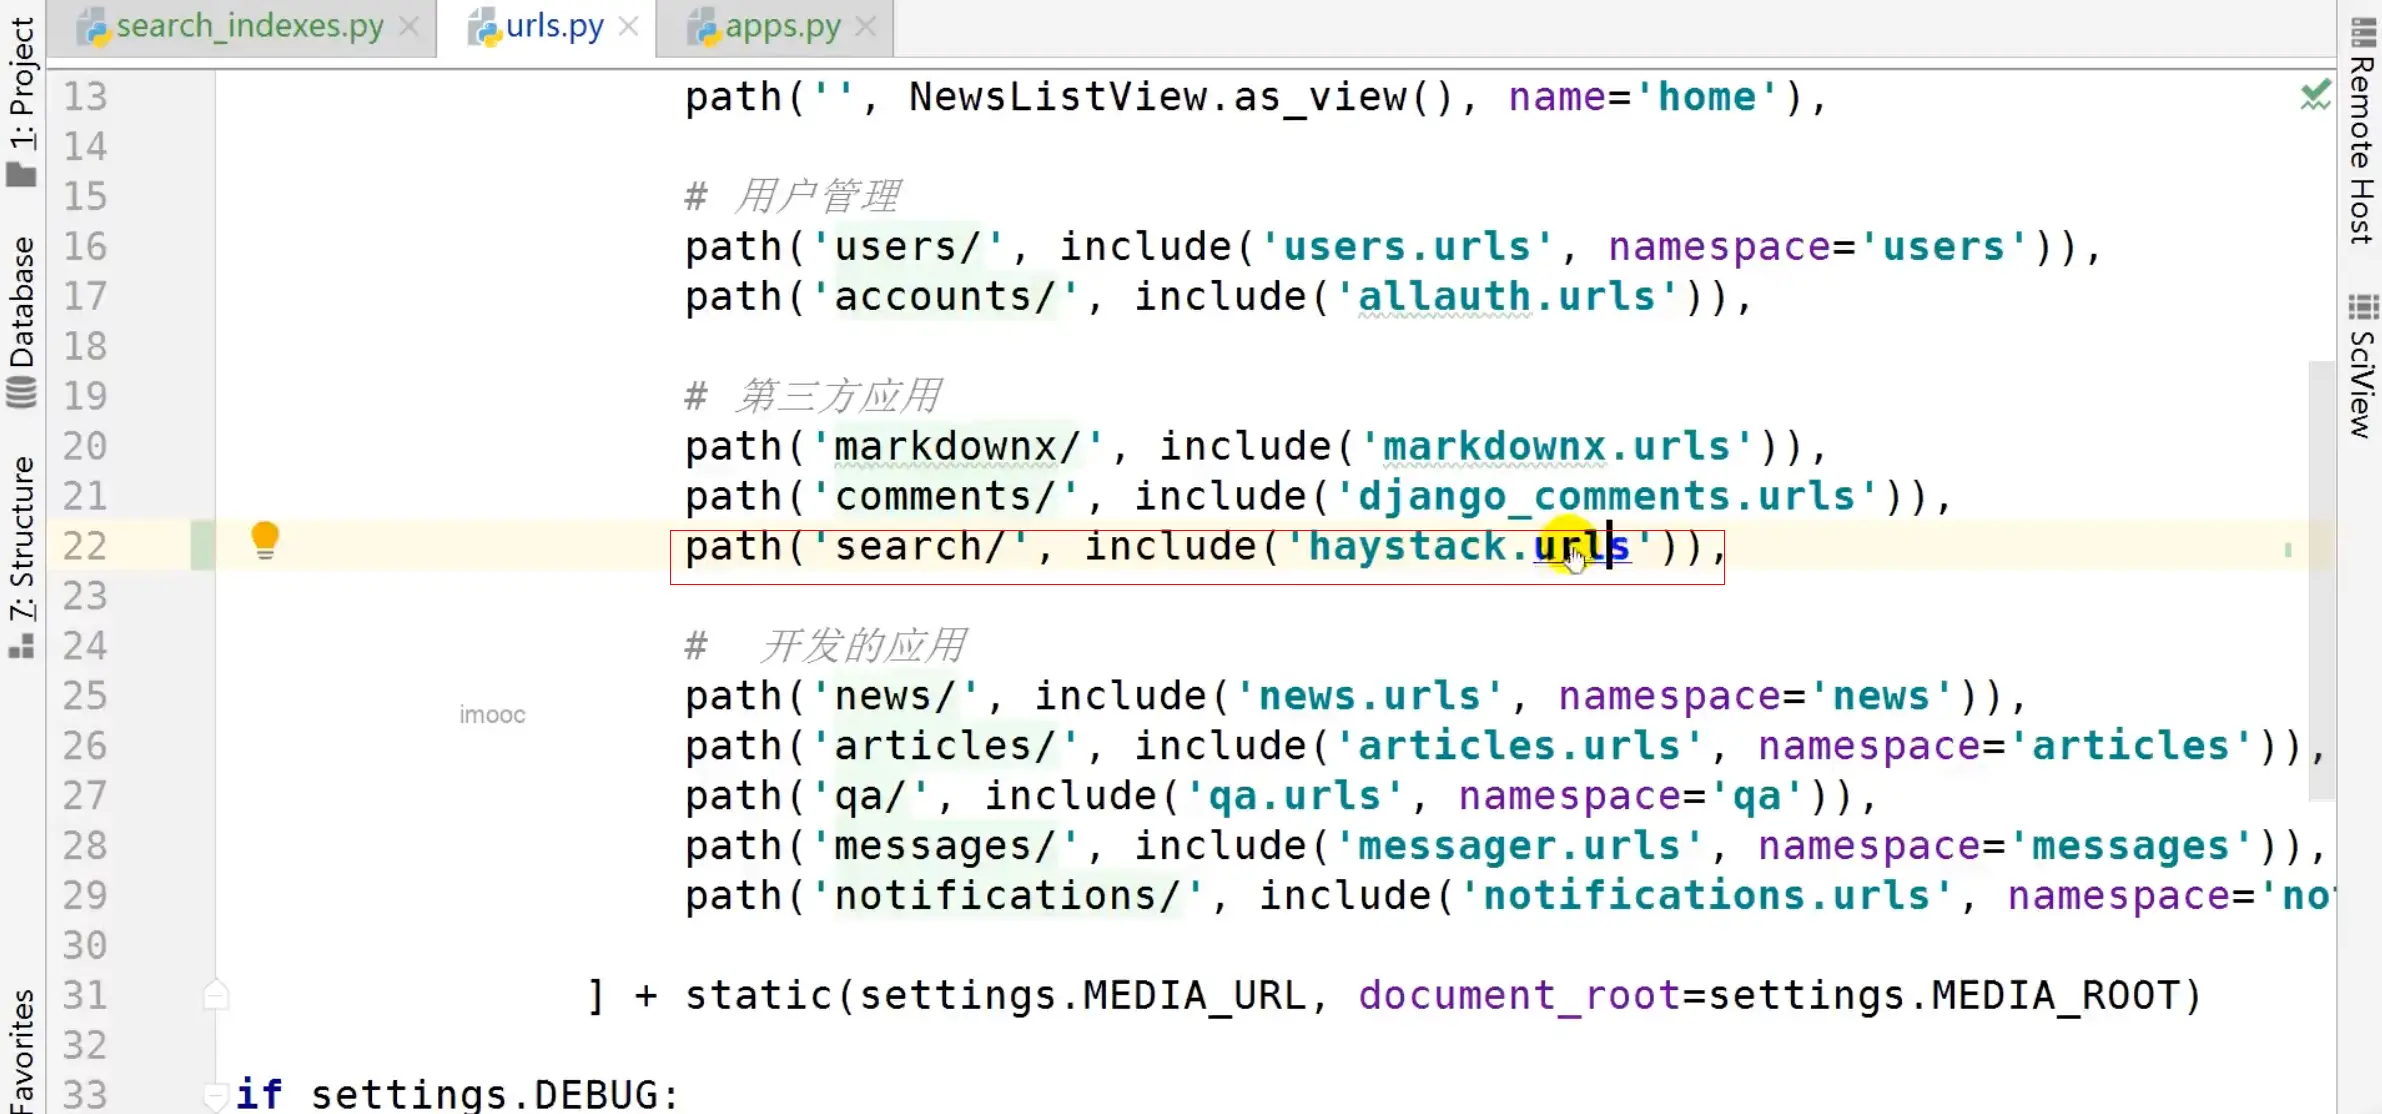 search_indexes.py
urls.py
apps.py
1: Project
Database
7: Structure
Favorites
Remote Host
SciView
13 path('', NewsListView.as_view(), name='home'),
14
15 # 用户管理
16 path('users/', include('users.urls', namespace='users')),
17 path('accounts/', include('allauth.urls')),
18
19 # 第三方应用
20 path('markdownx/', include('markdownx.urls')),
21 path('comments/', include('django_comments.urls')),
22 path('search/', include('haystack.urls')),
23
24 # 开发的应用
25 path('news/', include('news.urls', namespace='news')),
26 path('articles/', include('articles.urls', namespace='articles')),
27 path('qa/', include('qa.urls', namespace='qa')),
28 path('messages/', include('messager.urls', namespace='messages')),
29 path('notifications/', include('notifications.urls', namespace='no
30
31 ] + static(settings.MEDIA_URL, document_root=settings.MEDIA_ROOT)
32
33 if settings.DEBUG:
imooc